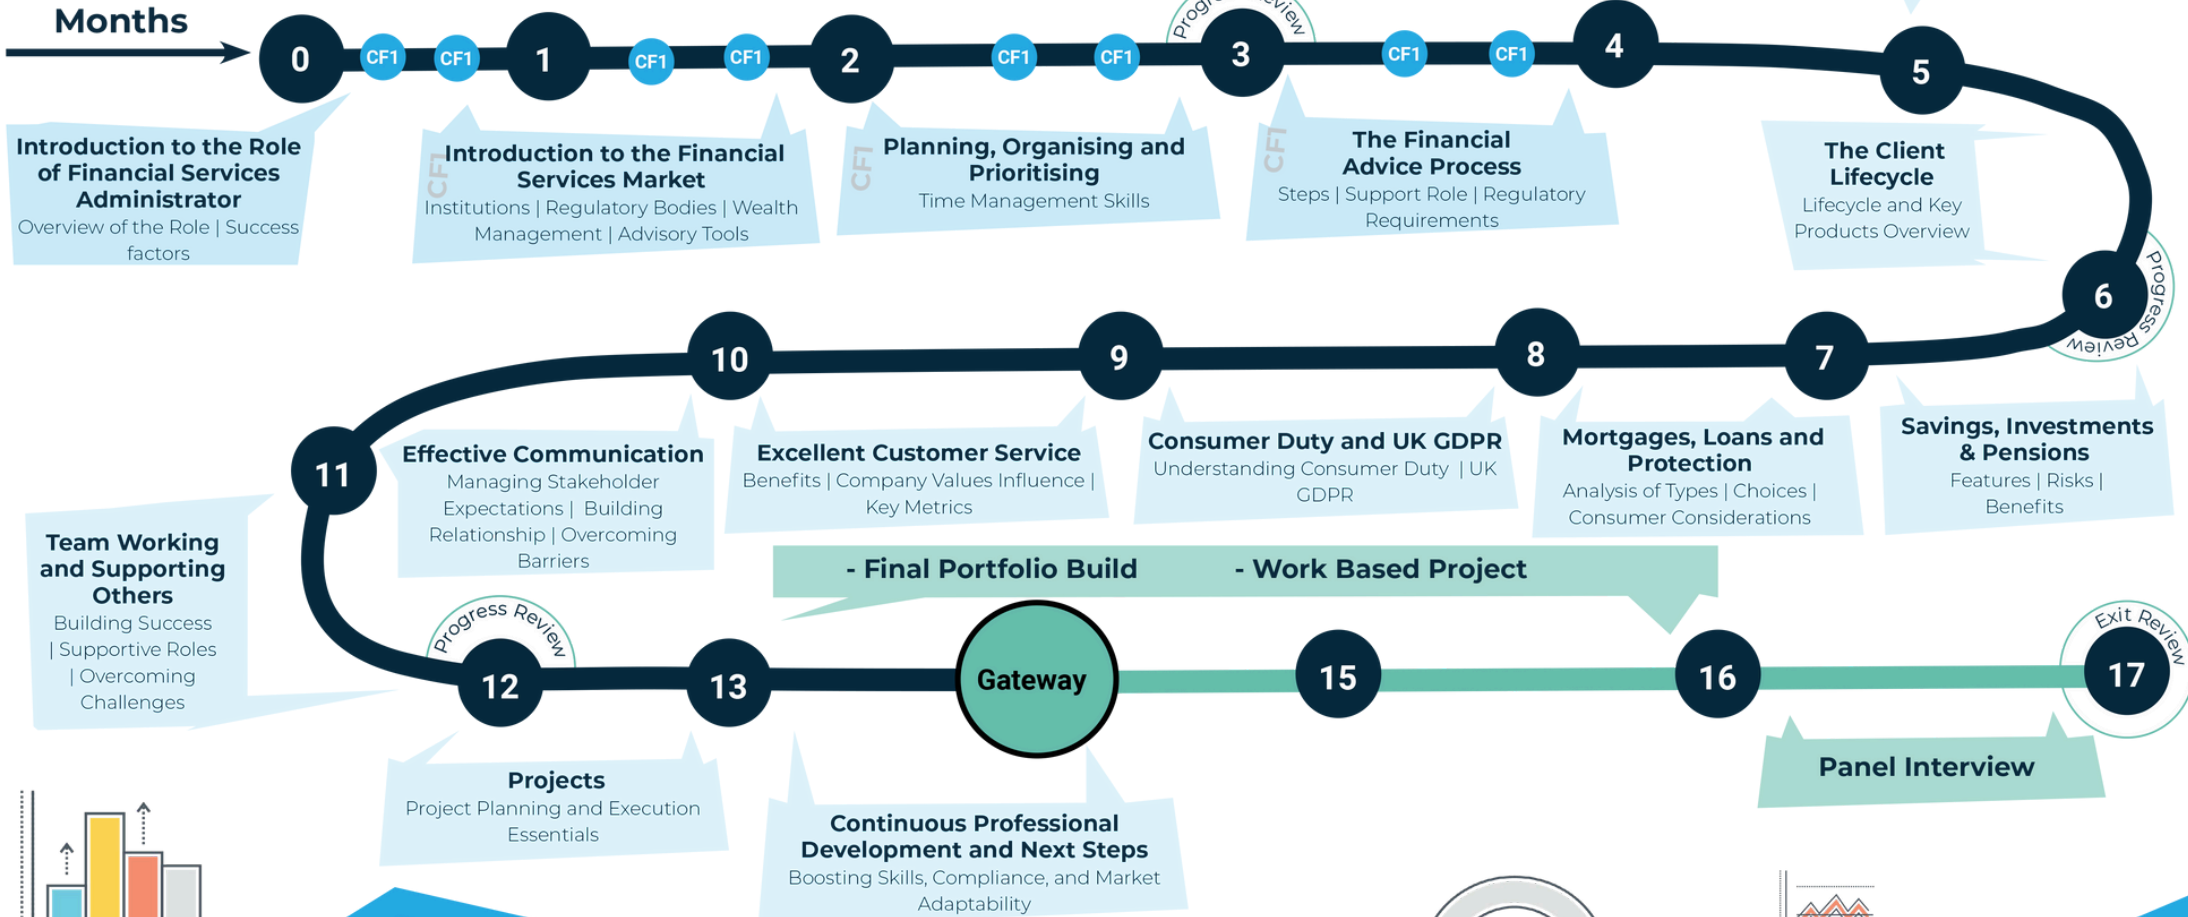 Months
Progress Review
0
CF1
CF1
1
CF1
CF1
2
CF1
CF1
3
CF1
CF1
4
5
Introduction to the Role
of Financial Services
Administrator
Overview of the Role | Success
factors
CF1
Introduction to the Financial
Services Market
Institutions | Regulatory Bodies | Wealth
Management | Advisory Tools
CF1
Planning, Organising and
Prioritising
Time Management Skills
CF1
The Financial
Advice Process
Steps | Support Role | Regulatory
Requirements
The Client
Lifecycle
Lifecycle and Key
Products Overview
6
Progress Review
10
9
8
7
11
Effective Communication
Managing Stakeholder
Expectations | Building
Relationship | Overcoming
Barriers
Excellent Customer Service
Benefits | Company Values Influence |
Key Metrics
Consumer Duty and UK GDPR
Understanding Consumer Duty | UK
GDPR
Mortgages, Loans and
Protection
Analysis of Types | Choices |
Consumer Considerations
Savings, Investments
& Pensions
Features | Risks |
Benefits
Team Working
and Supporting
Others
Building Success
| Supportive Roles
| Overcoming
Challenges
- Final Portfolio Build - Work Based Project
Progress Review
12
13
Gateway
15
16
Exit Review
17
Projects
Project Planning and Execution
Essentials
Continuous Professional
Development and Next Steps
Boosting Skills, Compliance, and Market
Adaptability
Panel Interview